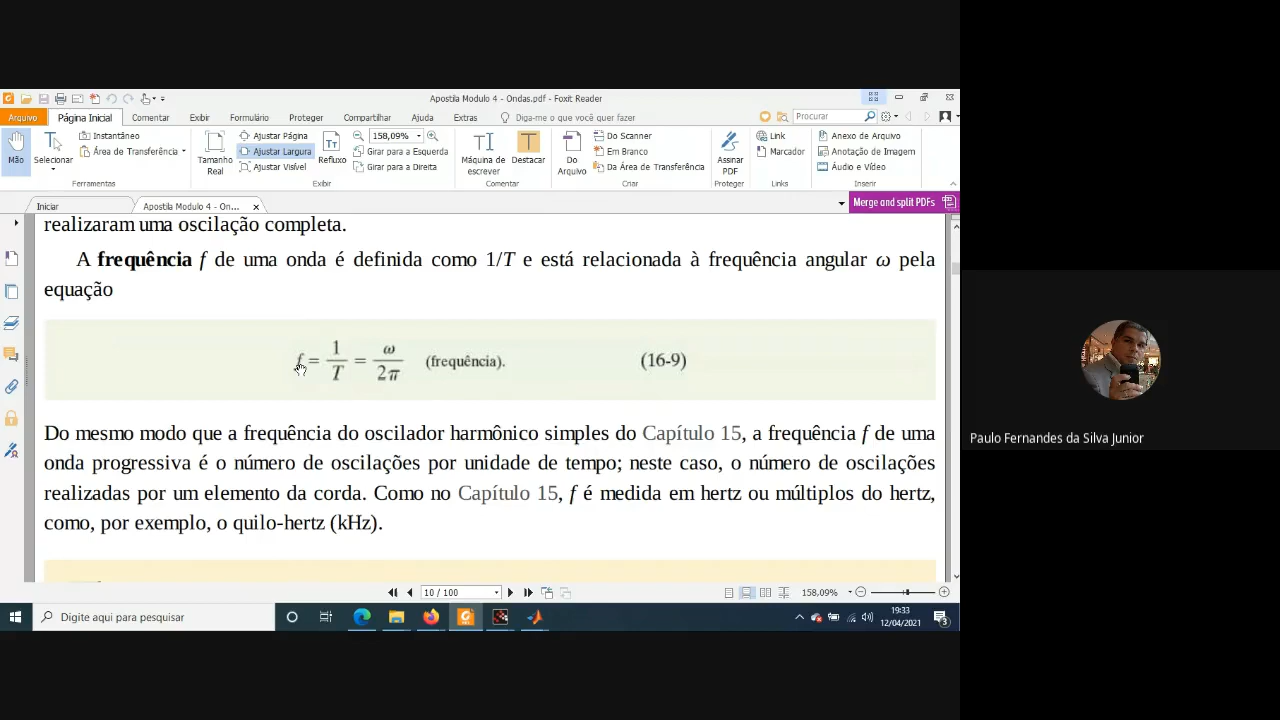 Apostila Modulo 4 - Ondas.pdf - Foxit Reader
Arquivo Página Inicial Comentar Exibir Formulário Proteger Compartilhar Ajuda Extras Diga-me o que você quer fazer Procurar
Mão
Selecionar
Instantâneo
Área de Transferência
Ferramentas
Tamanho Real
Ajustar Página
Ajustar Largura
Ajustar Visível
Refluxo
158,09%
Girar para a Esquerda
Girar para a Direita
Exibir
Máquina de escrever
Destacar
Comentar
Do Arquivo
Do Scanner
Em Branco
Da Área de Transferência
Criar
Assinar PDF
Proteger
Link
Marcador
Links
Anexo de Arquivo
Anotação de Imagem
Áudio e Vídeo
Inserir
Iniciar Apostila Modulo 4 - On... Merge and split PDFs
realizaram uma oscilação completa.
A frequência f de uma onda é definida como 1/T e está relacionada à frequência angular ω pela
equação
f = 1/T = ω/2π (frequência). (16-9)
Do mesmo modo que a frequência do oscilador harmônico simples do Capítulo 15, a frequência f de uma
onda progressiva é o número de oscilações por unidade de tempo; neste caso, o número de oscilações
realizadas por um elemento da corda. Como no Capítulo 15, f é medida em hertz ou múltiplos do hertz,
como, por exemplo, o quilo-hertz (kHz).
10 / 100 158,09%
Digite aqui para pesquisar
19:33
12/04/2021
3
Paulo Fernandes da Silva Junior